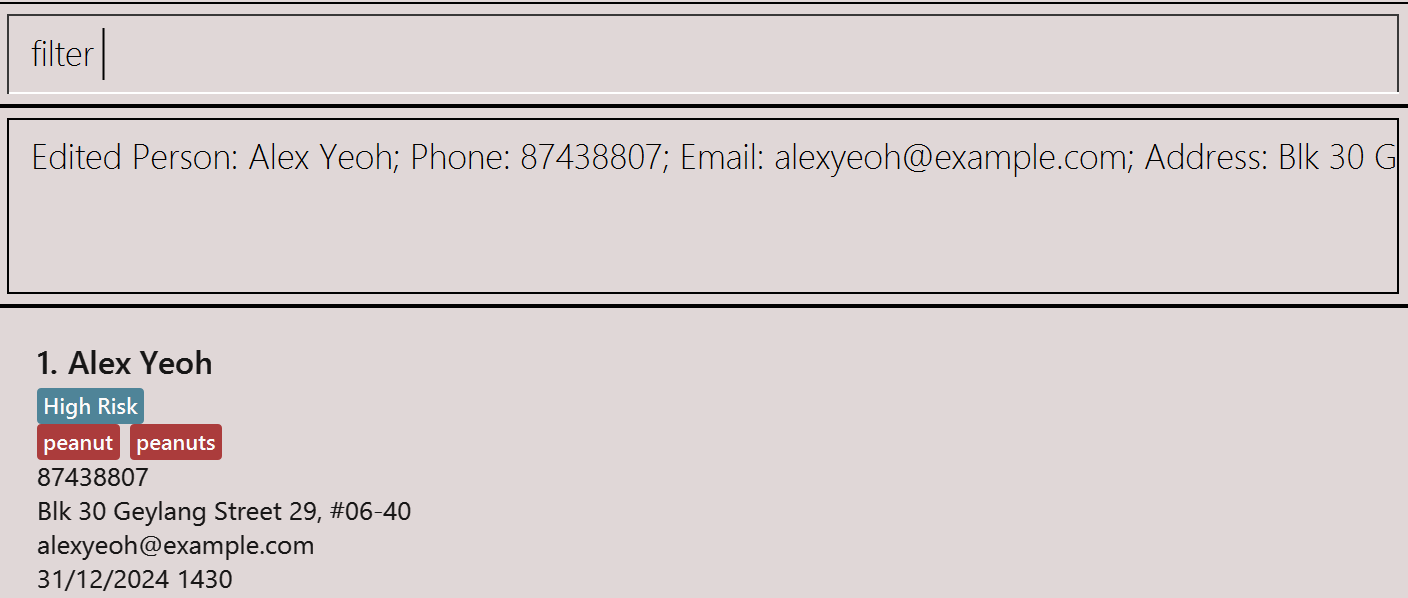 filter
Edited Person: Alex Yeoh; Phone: 87438807; Email: alexyeoh@example.com; Address: Blk 30 G
1. Alex Yeoh
High Risk
peanut peanuts
87438807
Blk 30 Geylang Street 29, #06-40
alexyeoh@example.com
31/12/2024 1430